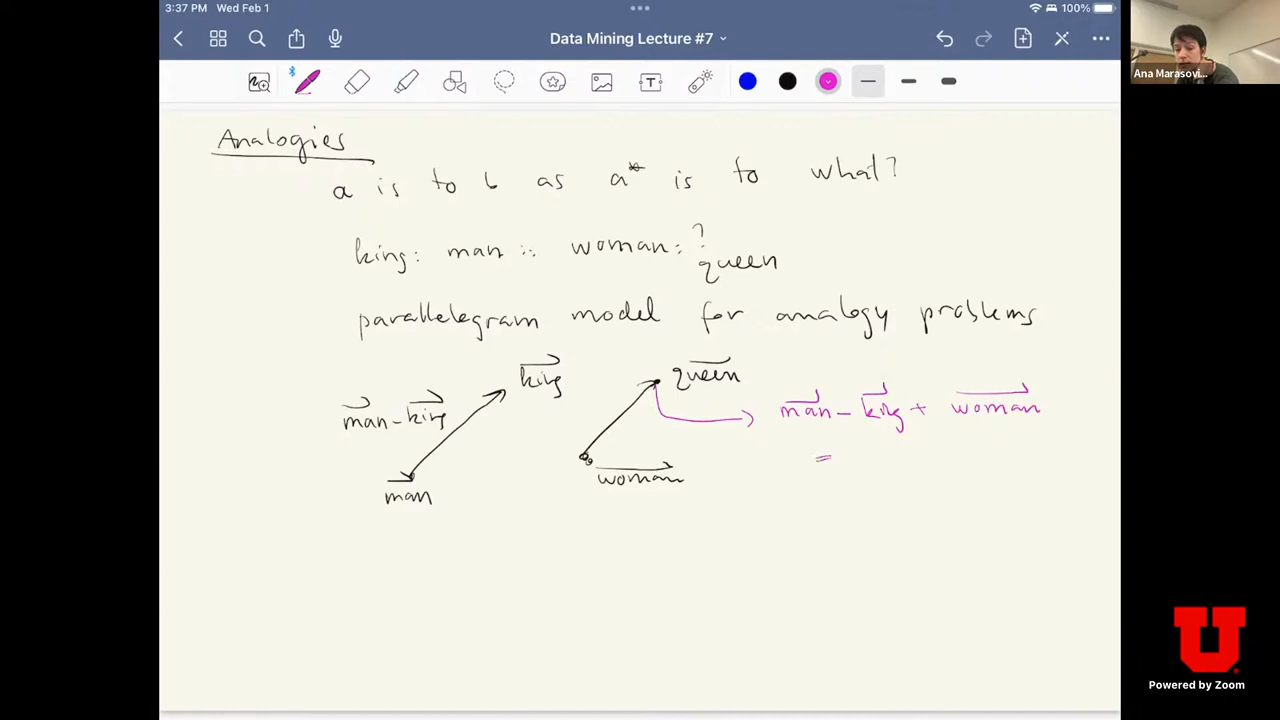 3:37 PM Wed Feb 1
100%
Data Mining Lecture #7
Ana Marasovi...
Analogies
a is to b as a* is to what?
king: man :: woman: ?
queen
parallelegram model for analogy problems
king
queen
man - king
man - king + woman
=
man
woman
U
Powered by Zoom